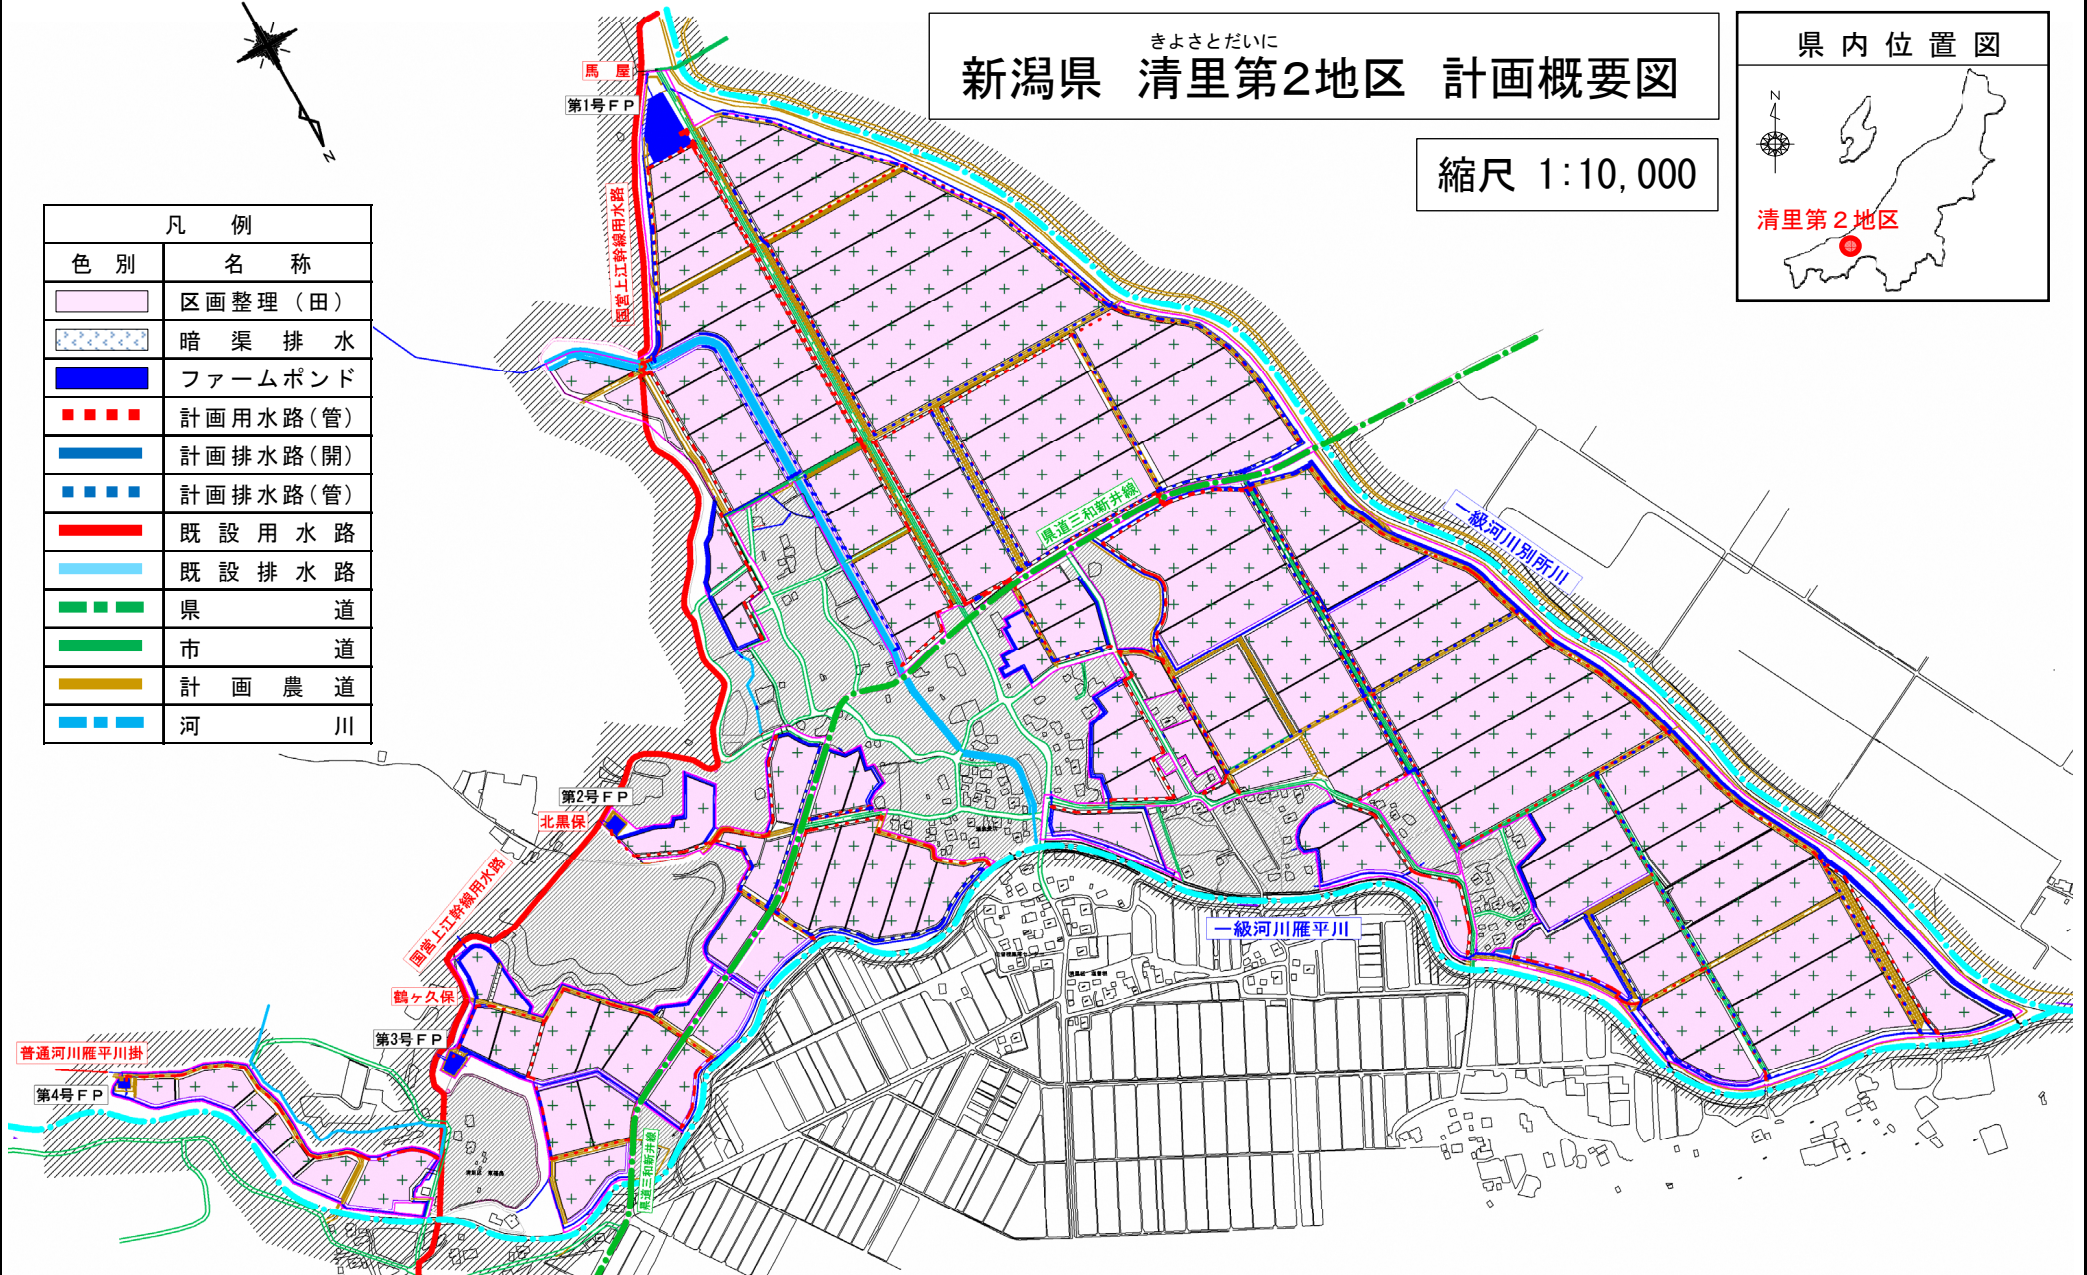 きよさとだいに
新潟県 清里第2地区 計画概要図
縮尺 1:10,000
県内位置図
N
清里第2地区
N
凡例
色別 名称
区画整理(田)
暗渠排水
ファームポンド
計画用水路(管)
計画排水路(開)
計画排水路(管)
既設用水路
既設排水路
県道
市道
計画農道
河川
馬屋
第1号FP
国営上江幹線用水路
県道三和新井線
一級河川別所川
第2号FP
北黒保
国営上江幹線用水路
一級河川雁平川
鶴ヶ久保
第3号FP
普通河川雁平川掛
第4号FP
県道三和新井線